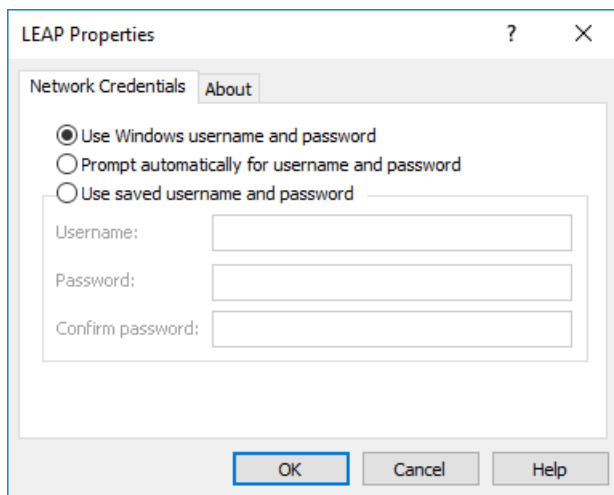 LEAP Properties
?
Network Credentials
About
Use Windows username and password
Prompt automatically for username and password
Use saved username and password
Username:
Password:
Confirm password:
OK
Cancel
Help